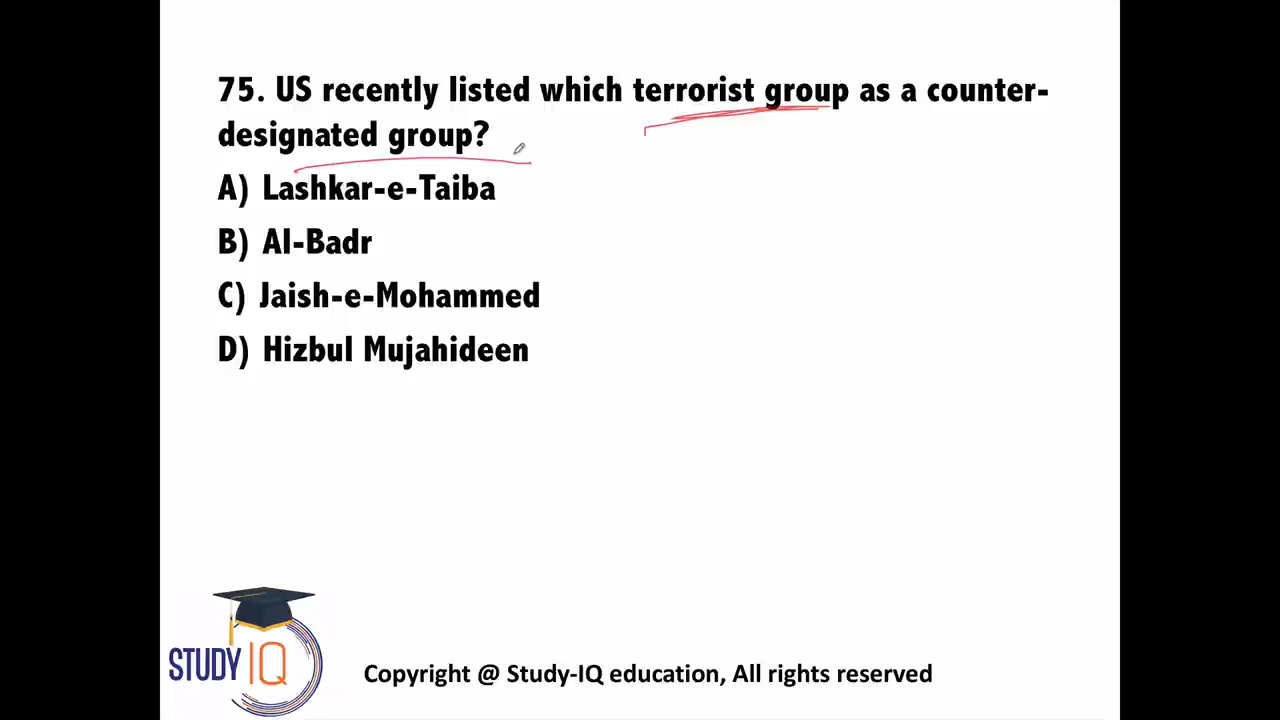 75. US recently listed which terrorist group as a counter-
designated group?
A) Lashkar-e-Taiba
B) Al-Badr
C) Jaish-e-Mohammed
D) Hizbul Mujahideen
STUDY IQ
Copyright @ Study-IQ education, All rights reserved